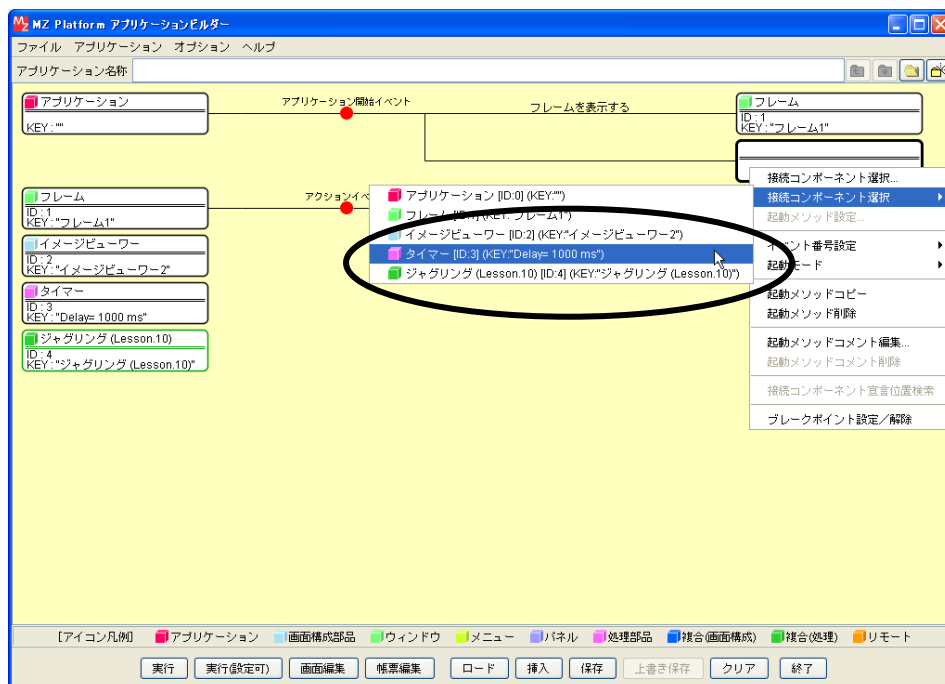 MZ Platform アプリケーションビルダー
ファイル アプリケーション オプション ヘルプ
アプリケーション名称
アプリケーション
KEY:""
アプリケーション開始イベント
フレームを表示する
フレーム
ID:1
KEY:"フレーム1"
フレーム
ID:1
KEY:"フレーム1"
アクションイベ
イメージビューワー
ID:2
KEY:"イメージビューワー2"
タイマー
ID:3
KEY:"Delay= 1000 ms"
ジャグリング (Lesson.10)
ID:4
KEY:"ジャグリング (Lesson.10)"
アプリケーション [ID:0] (KEY:"")
フレーム [ID:1] (KEY:"フレーム1")
イメージビューワー [ID:2] (KEY:"イメージビューワー2")
タイマー [ID:3] (KEY:"Delay= 1000 ms")
ジャグリング (Lesson.10) [ID:4] (KEY:"ジャグリング (Lesson.10)")
接続コンポーネント選択...
接続コンポーネント選択
起動メソッド設定...
イベント番号設定
起動モード
起動メソッドコピー
起動メソッド削除
起動メソッドコメント編集...
起動メソッドコメント削除
接続コンポーネント宣言位置検索
ブレークポイント設定／解除
[アイコン凡例] アプリケーション 画面構成部品 ウィンドウ メニュー パネル 処理部品 複合(画面構成) 複合(処理) リモート
実行 実行(設定可) 画面編集 帳票編集 ロード 挿入 保存 上書き保存 クリア 終了